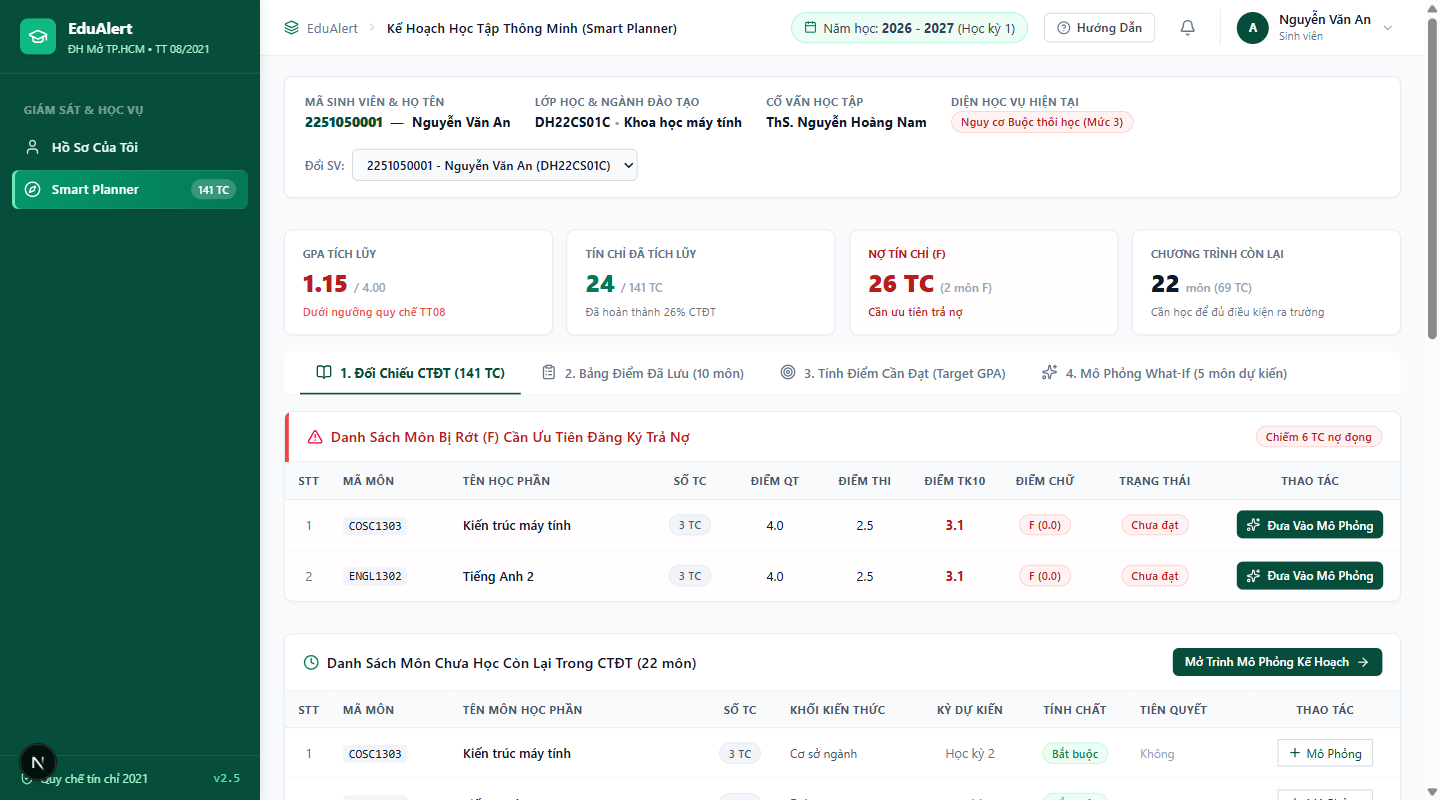 EduAlert
ĐH Mở TP.HCM • TT 08/2021
GIÁM SÁT & HỌC VỤ
Hồ Sơ Của Tôi
Smart Planner 141 TC
N
Quy chế tín chỉ 2021 v2.5
EduAlert > Kế Hoạch Học Tập Thông Minh (Smart Planner)
Năm học: 2026 - 2027 (Học kỳ 1)
Hướng Dẫn
A
Nguyễn Văn An
Sinh viên
MÃ SINH VIÊN & HỌ TÊN
2251050001 — Nguyễn Văn An
LỚP HỌC & NGÀNH ĐÀO TẠO
DH22CS01C • Khoa học máy tính
CỐ VẤN HỌC TẬP
ThS. Nguyễn Hoàng Nam
DIỆN HỌC VỤ HIỆN TẠI
Nguy cơ Buộc thôi học (Mức 3)
Đổi SV: 2251050001 - Nguyễn Văn An (DH22CS01C)
GPA TÍCH LŨY
1.15 / 4.00
Dưới ngưỡng quy chế TT08
TÍN CHỈ ĐÃ TÍCH LŨY
24 / 141 TC
Đã hoàn thành 26% CTĐT
NỢ TÍN CHỈ (F)
26 TC (2 môn F)
Cần ưu tiên trả nợ
CHƯƠNG TRÌNH CÒN LẠI
22 môn (69 TC)
Cần học để đủ điều kiện ra trường
1. Đối Chiếu CTĐT (141 TC)
2. Bảng Điểm Đã Lưu (10 môn)
3. Tính Điểm Cần Đạt (Target GPA)
4. Mô Phỏng What-If (5 môn dự kiến)
Danh Sách Môn Bị Rớt (F) Cần Ưu Tiên Đăng Ký Trả Nợ
Chiếm 6 TC nợ đọng
STT MÃ MÔN TÊN HỌC PHẦN SỐ TC ĐIỂM QT ĐIỂM THI ĐIỂM TK10 ĐIỂM CHỮ TRẠNG THÁI THAO TÁC
1 COSC1303 Kiến trúc máy tính 3 TC 4.0 2.5 3.1 F (0.0) Chưa đạt Đưa Vào Mô Phỏng
2 ENGL1302 Tiếng Anh 2 3 TC 4.0 2.5 3.1 F (0.0) Chưa đạt Đưa Vào Mô Phỏng
Danh Sách Môn Chưa Học Còn Lại Trong CTĐT (22 môn)
Mở Trình Mô Phỏng Kế Hoạch →
STT MÃ MÔN TÊN MÔN HỌC PHẦN SỐ TC KHỐI KIẾN THỨC KỲ DỰ KIẾN TÍNH CHẤT TIÊN QUYẾT THAO TÁC
1 COSC1303 Kiến trúc máy tính 3 TC Cơ sở ngành Học kỳ 2 Bắt buộc Không + Mô Phỏng